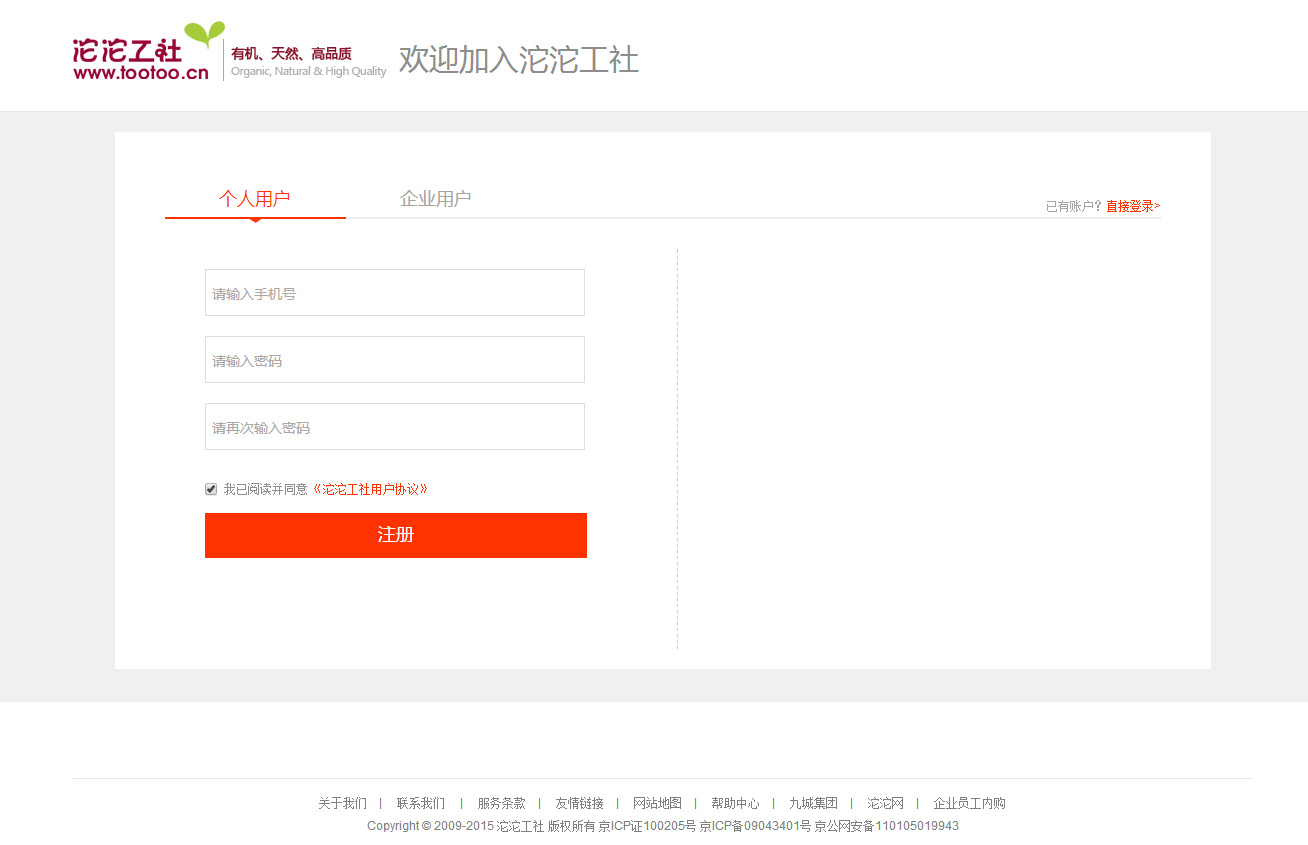 沱沱工社
www.tootoo.cn
有机、天然、高品质
Organic, Natural & High Quality
欢迎加入沱沱工社
个人用户
企业用户
已有账户？直接登录>
请输入手机号
请输入密码
请再次输入密码
我已阅读并同意《沱沱工社用户协议》
注册
关于我们 | 联系我们 | 服务条款 | 友情链接 | 网站地图 | 帮助中心 | 九城集团 | 沱沱网 | 企业员工内购
Copyright © 2009-2015 沱沱工社 版权所有 京ICP证100205号 京ICP备09043401号 京公网安备110105019943